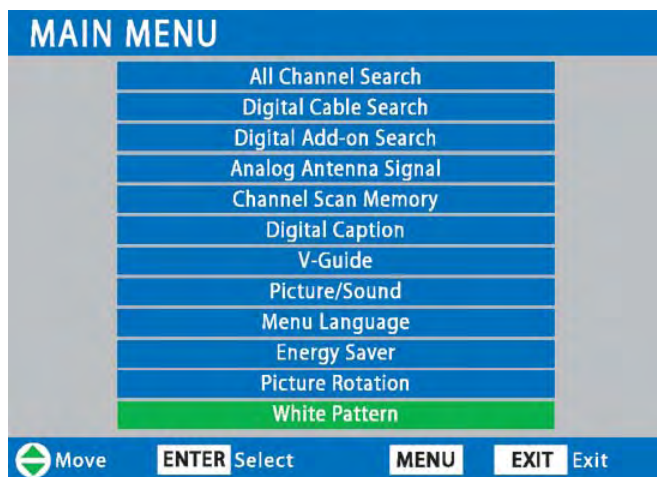 MAIN MENU
All Channel Search
Digital Cable Search
Digital Add-on Search
Analog Antenna Signal
Channel Scan Memory
Digital Caption
V-Guide
Picture/Sound
Menu Language
Energy Saver
Picture Rotation
White Pattern
Move ENTER Select MENU EXIT Exit